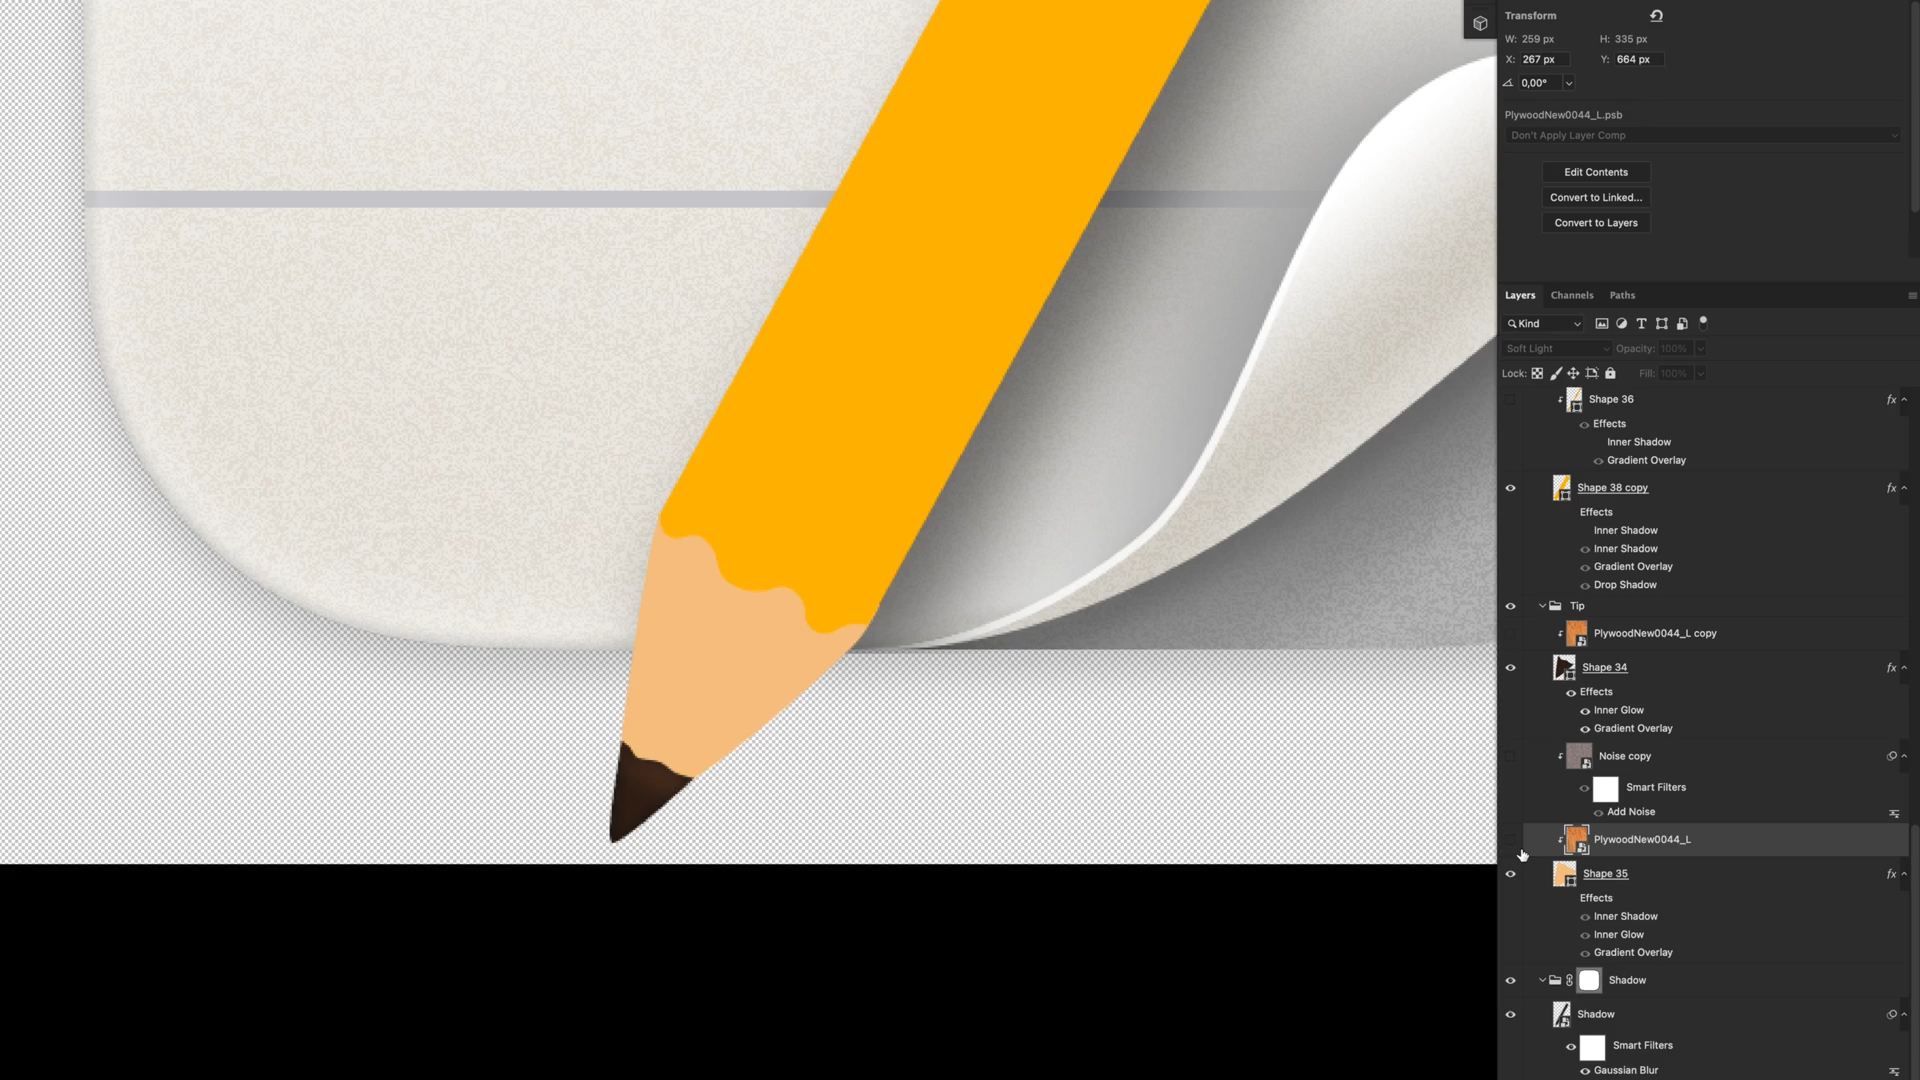 Transform
W: 259 px H: 335 px
X: 267 px Y: 664 px
0,00°
PlywoodNew0044_L.psb
Don't Apply Layer Comp
Edit Contents
Convert to Linked...
Convert to Layers
Layers Channels Paths
Kind
Soft Light Opacity: 100%
Lock: Fill: 100%
Shape 36 fx
Effects
Inner Shadow
Gradient Overlay
Shape 38 copy fx
Effects
Inner Shadow
Inner Shadow
Gradient Overlay
Drop Shadow
Tip
PlywoodNew0044_L copy
Shape 34 fx
Effects
Inner Glow
Gradient Overlay
Noise copy
Smart Filters
Add Noise
PlywoodNew0044_L
Shape 35 fx
Effects
Inner Shadow
Inner Glow
Gradient Overlay
Shadow
Shadow
Smart Filters
Gaussian Blur